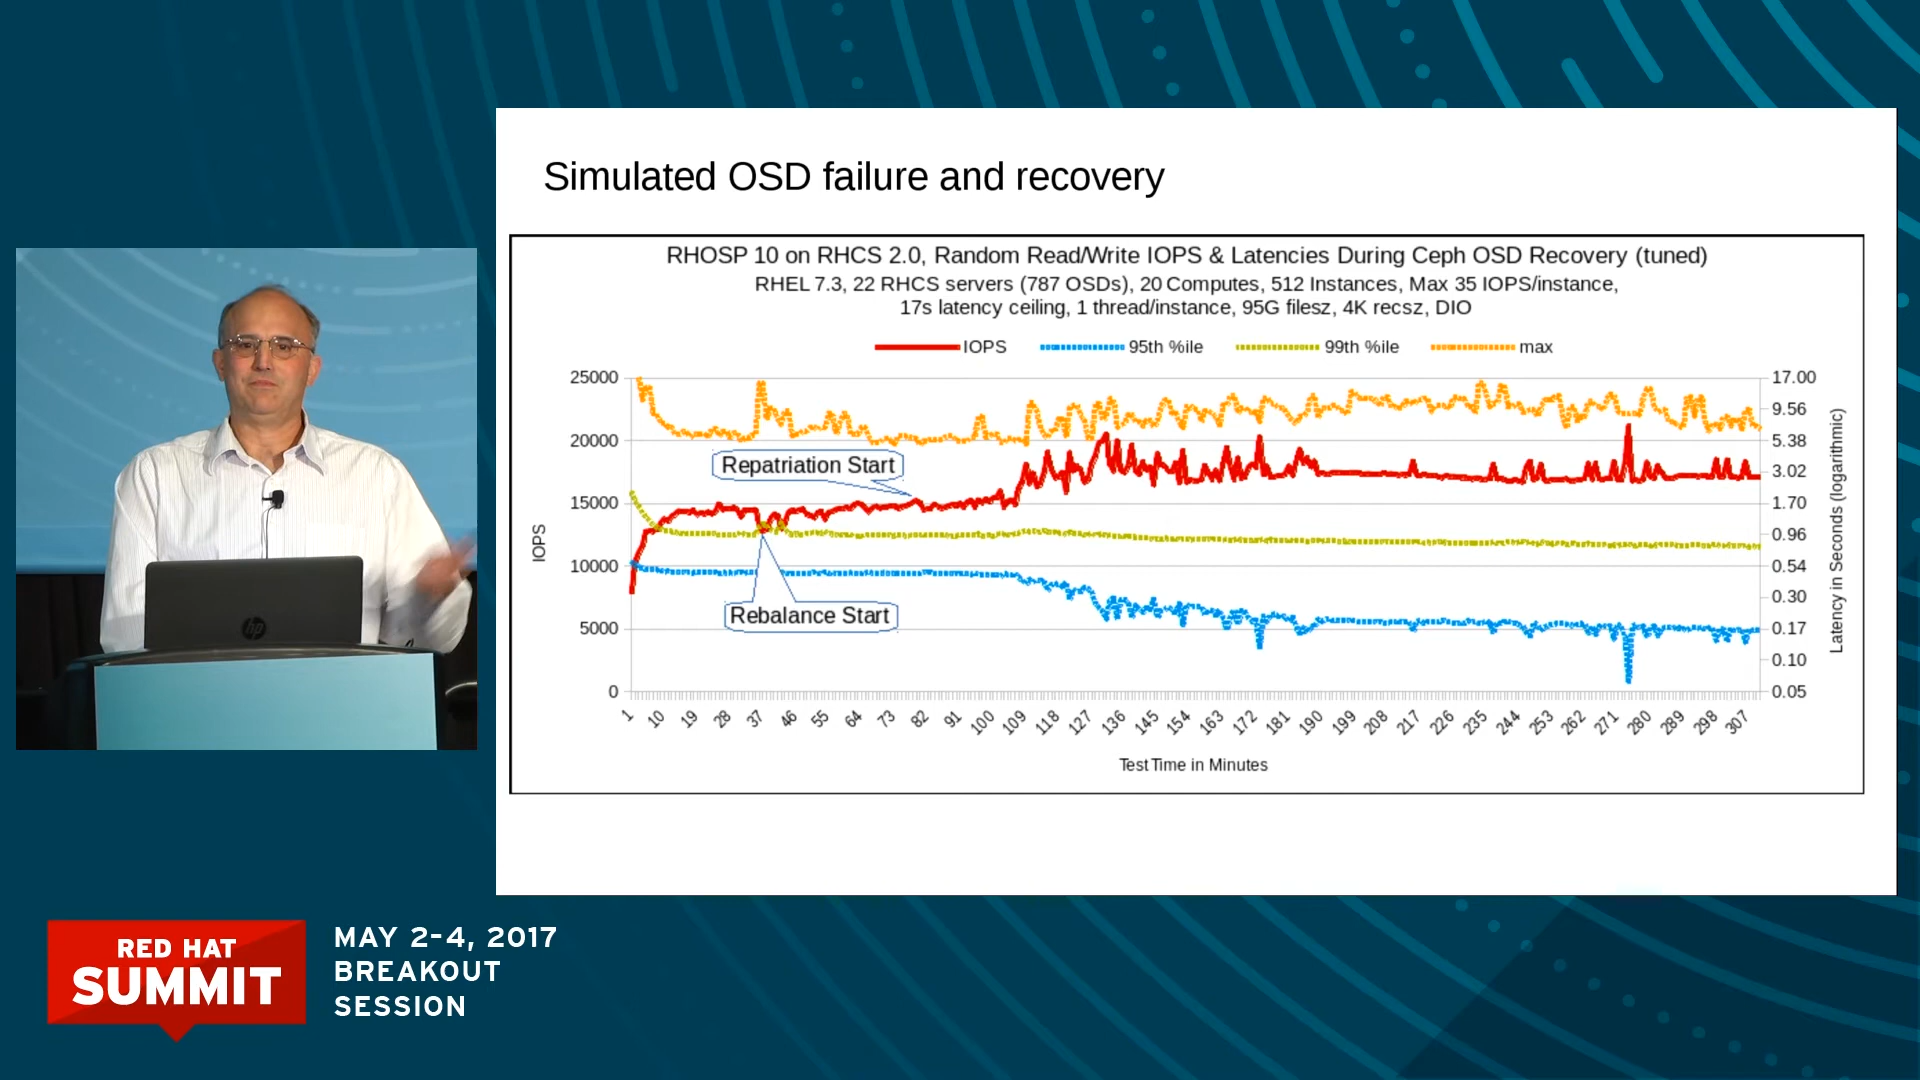 Simulated OSD failure and recovery
RHOSP 10 on RHCS 2.0, Random Read/Write IOPS & Latencies During Ceph OSD Recovery (tuned)
RHEL 7.3, 22 RHCS servers (787 OSDs), 20 Computes, 512 Instances, Max 35 IOPS/instance,
17s latency ceiling, 1 thread/instance, 95G filesz, 4K recsz, DIO
IOPS 95th %ile 99th %ile max
25000 17.00
9.56
20000 5.38
Repatriation Start 3.02
15000 1.70
0.96
10000 0.54
0.30
Rebalance Start
5000 0.17
0.10
0 0.05
IOPS
Latency in Seconds (logarithmic)
1 10 19 28 37 46 55 64 73 82 91 100 109 118 127 136 145 154 163 172 181 190 199 208 217 226 235 244 253 262 271 280 289 298 307
Test Time in Minutes
hp
RED HAT
SUMMIT
MAY 2-4, 2017
BREAKOUT
SESSION